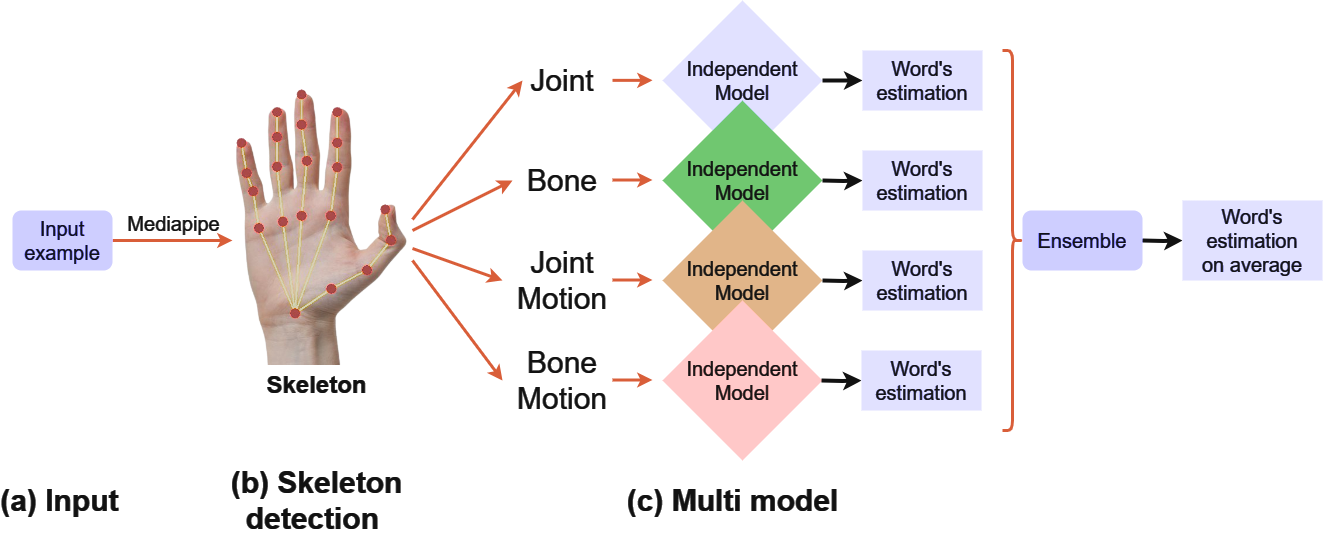 Input
example
Mediapipe
Skeleton
Joint
Independent
Model
Word's
estimation
Bone
Independent
Model
Word's
estimation
Joint
Motion
Independent
Model
Word's
estimation
Bone
Motion
Independent
Model
Word's
estimation
Ensemble
Word's
estimation
on average
(a) Input
(b) Skeleton
detection
(c) Multi model